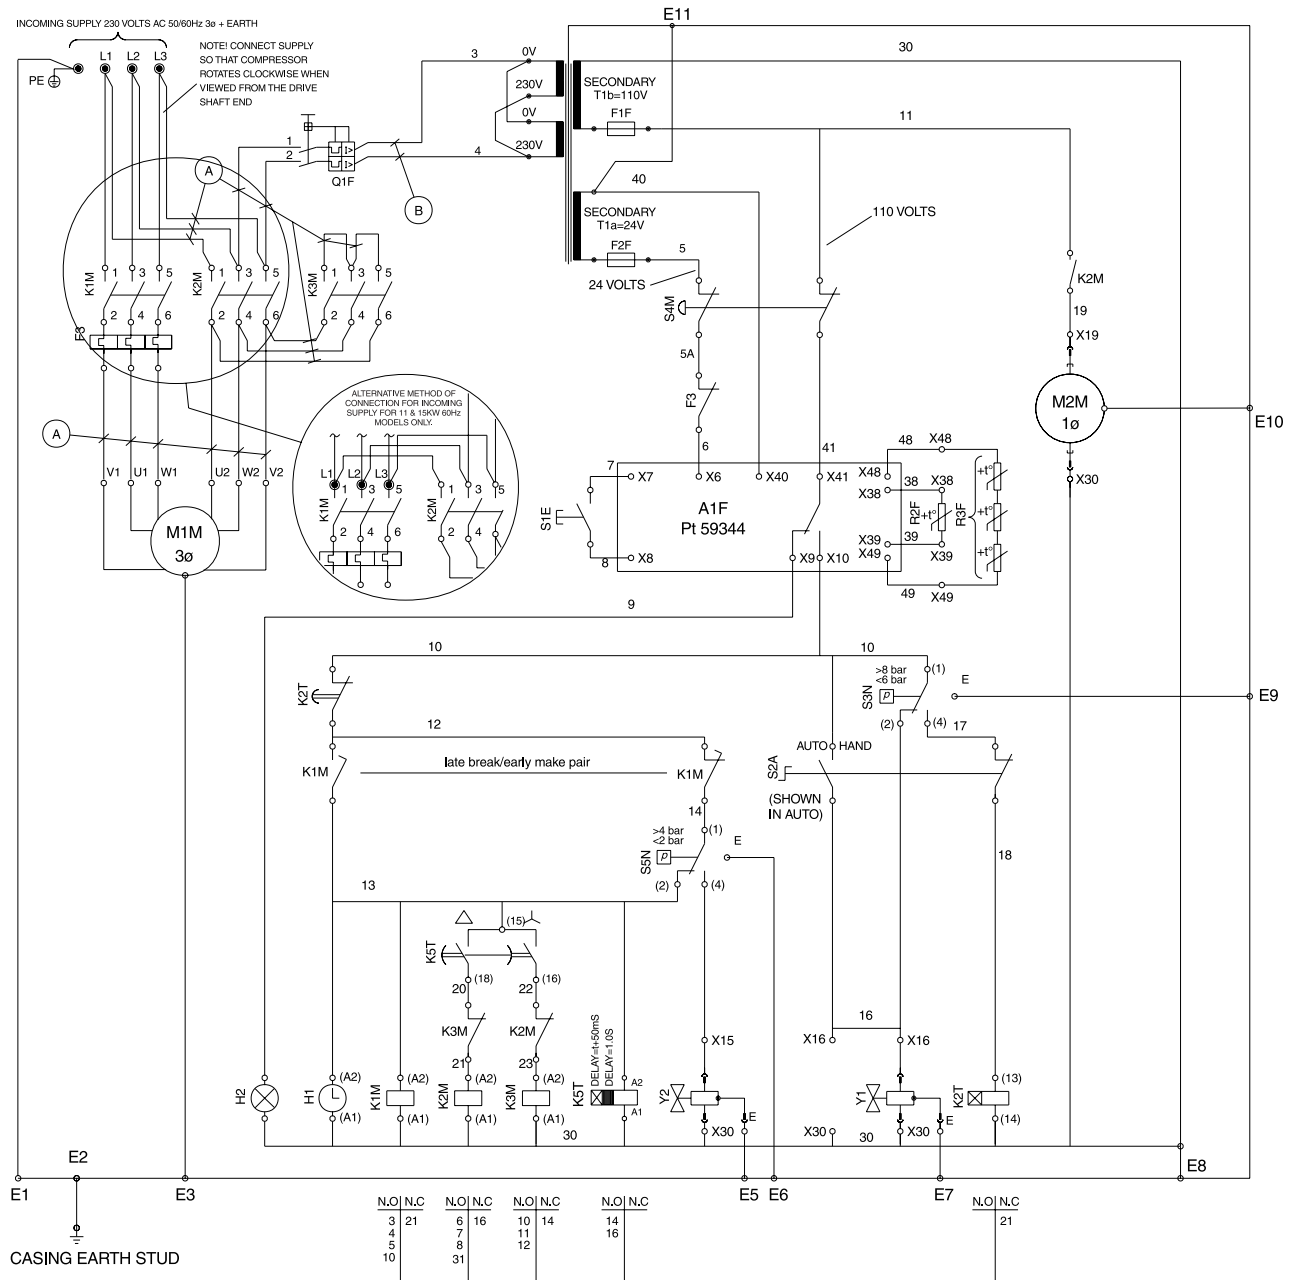 E11
INCOMING SUPPLY 230 VOLTS AC 50/60Hz 3ø + EARTH
NOTE! CONNECT SUPPLY
SO THAT COMPRESSOR
ROTATES CLOCKWISE WHEN
VIEWED FROM THE DRIVE
SHAFT END
L1 L2 L3
PE
3
0V
230V
0V
230V
4
30
SECONDARY
T1b=110V
F1F
11
1
2
Q1F
A
B
40
SECONDARY
T1a=24V
F2F
5
24 VOLTS
110 VOLTS
K1M
1 3 5
2 4 6
K2M
1 3 5
2 4 6
K3M
1 3 5
2 4 6
F3
S4M
K2M
19
X19
5A
F3
6
41
M2M
1ø
E10
X30
ALTERNATIVE METHOD OF
CONNECTION FOR INCOMING
SUPPLY FOR 11 & 15KW 60Hz
MODELS ONLY.
L1 L2 L3
K1M
1 3 5
2 4 6
K2M
1 3 5
2 4
A
V1 U1 W1 U2 W2 V2
M1M
3ø
7
X7 X6 X40 X41
A1F
Pt 59344
S1E
8
X8 X9 X10
X48 48 X48
X38 38 X38
R2F
+t°
R3F
+t°
+t°
+t°
X39 39 X39
X49 49 X49
9
10
10
K2T
>8 bar
<6 bar
S3N
p
(1)
(2)
(4)
E
E9
17
12
K1M
late break/early make pair
K1M
AUTO HAND
S2A
(SHOWN
IN AUTO)
14
>4 bar
<2 bar
S5N
p
(1)
(2)
(4)
E
18
13
(15)
K5T
(18)
(16)
20
22
K3M
K2M
21
23
DELAY=t+50mS
DELAY=1.0S
16
X15
X16
X16
H2
H1
(A2)
(A1)
K1M
(A2)
(A1)
K2M
(A2)
(A1)
K3M
(A2)
(A1)
K5T
A2
A1
Y2
X30
E
Y1
X30
X30
E
K2T
(13)
(14)
30
30
E1
E2
E3
E5
E6
E7
E8
CASING EARTH STUD
N.O N.C
3 21
4
5
10
N.O N.C
6 16
7
8
31
N.O N.C
10 14
11
12
N.O N.C
14
16
N.O N.C
21